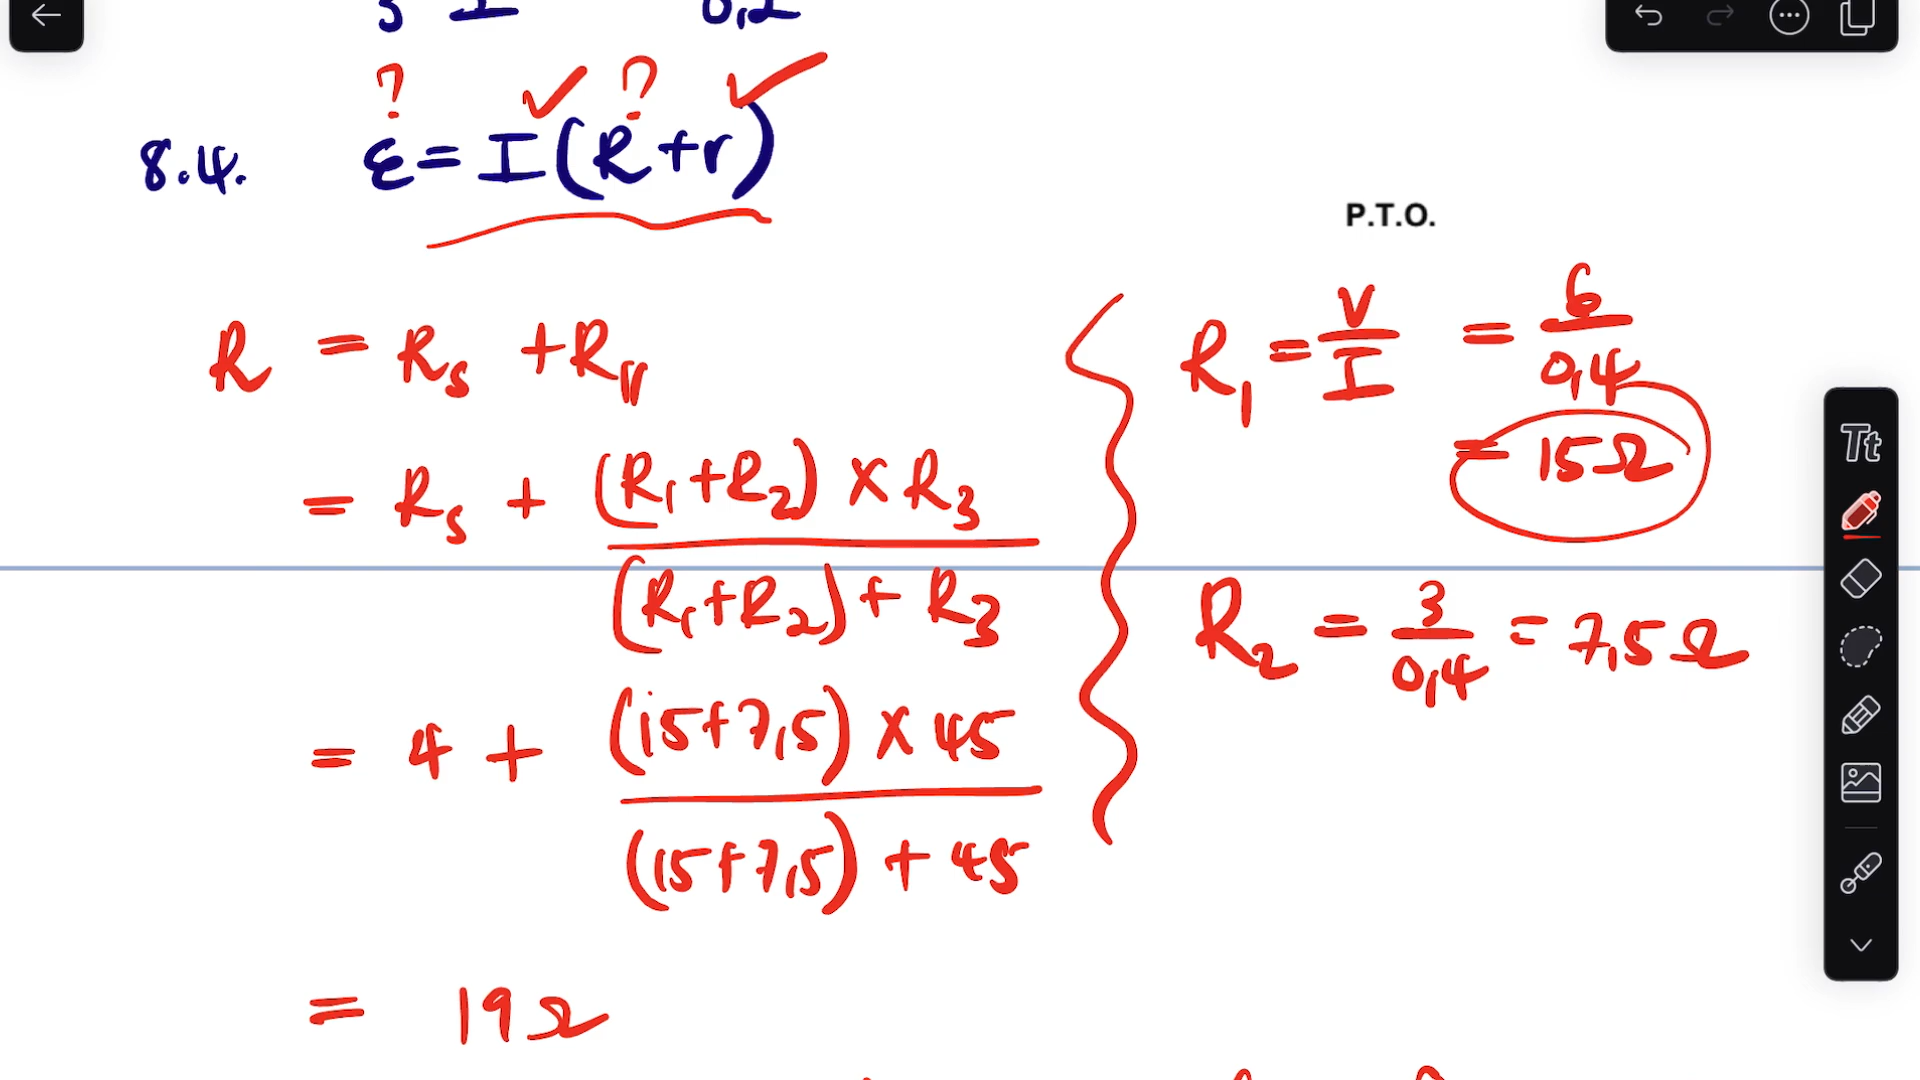 8.4. ε = I(R+r)
? ✓ ? ✓
P.T.O.
R = Rs + R||
= Rs + (R1+R2) × R3 / (R1+R2) + R3
= 4 + (15+7,5) × 45 / (15+7,5) + 45
= 19Ω
R1 = V/I = 6/0,4
= 15Ω
R2 = 3/0,4 = 7,5Ω
Tt